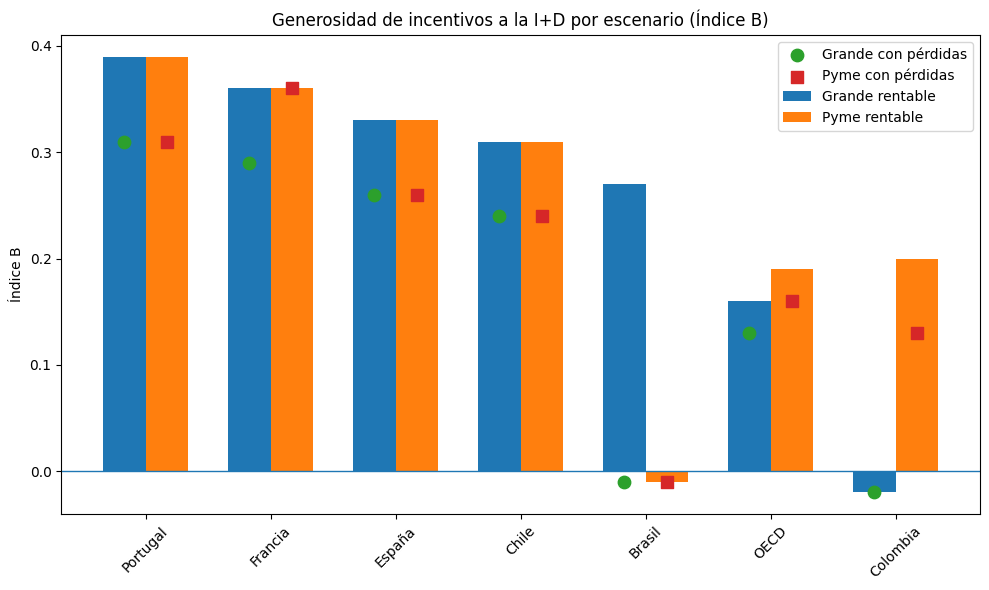 Generosidad de incentivos a la I+D por escenario (Índice B)
Grande con pérdidas
Pyme con pérdidas
Grande rentable
Pyme rentable
Índice B
0.4
0.3
0.2
0.1
0.0
Portugal
Francia
España
Chile
Brasil
OECD
Colombia